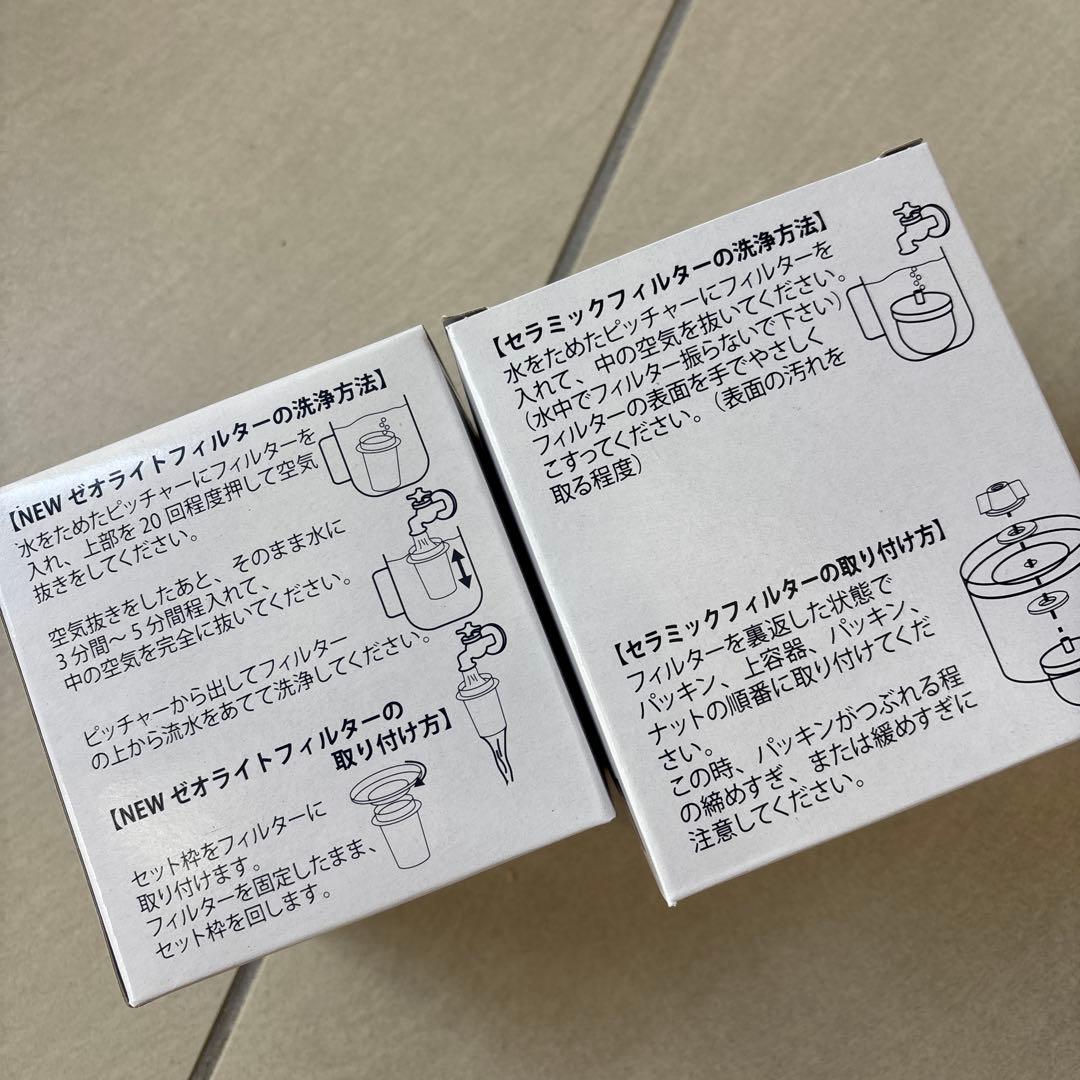 【NEW ゼオライトフィルターの洗浄方法】
水をためたピッチャーにフィルターを
入れ、上部を20回程度押して空気
抜きをしてください。
空気抜きをしたあと、そのまま水に
3分間〜5分間程入れて、
中の空気を完全に抜いてください。
ピッチャーから出してフィルター
の上から流水をあてて洗浄してください。
【NEW ゼオライトフィルターの
取り付け方】
セット枠をフィルターに
取り付けます。
フィルターを固定したまま、
セット枠を回します。
【セラミックフィルターの洗浄方法】
水をためたピッチャーにフィルターを
入れて、中の空気を抜いてください。
（水中でフィルター振らないで下さい）
フィルターの表面を手でやさしく
こすってください。（表面の汚れを
取る程度）
【セラミックフィルターの取り付け方】
フィルターを裏返した状態で
パッキン、上容器、パッキン、
ナットの順番に取り付けてくだ
さい。
この時、パッキンがつぶれる程
の締めすぎ、または緩めすぎに
注意してください。